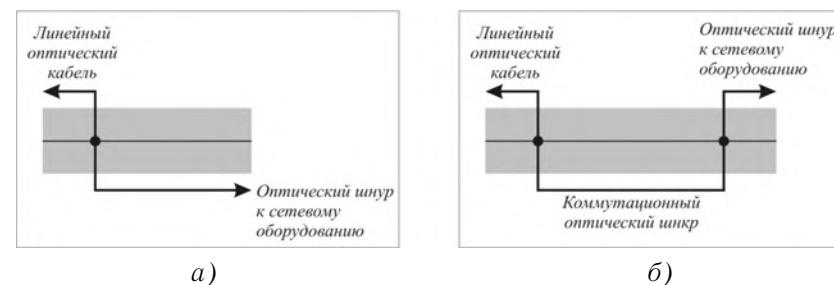 Линейный
оптический
кабель
Оптический шнур
к сетевому
оборудованию
а)
Линейный
оптический
кабель
Оптический шнур
к сетевому
оборудованию
Коммутационный
оптический шнкр
б)